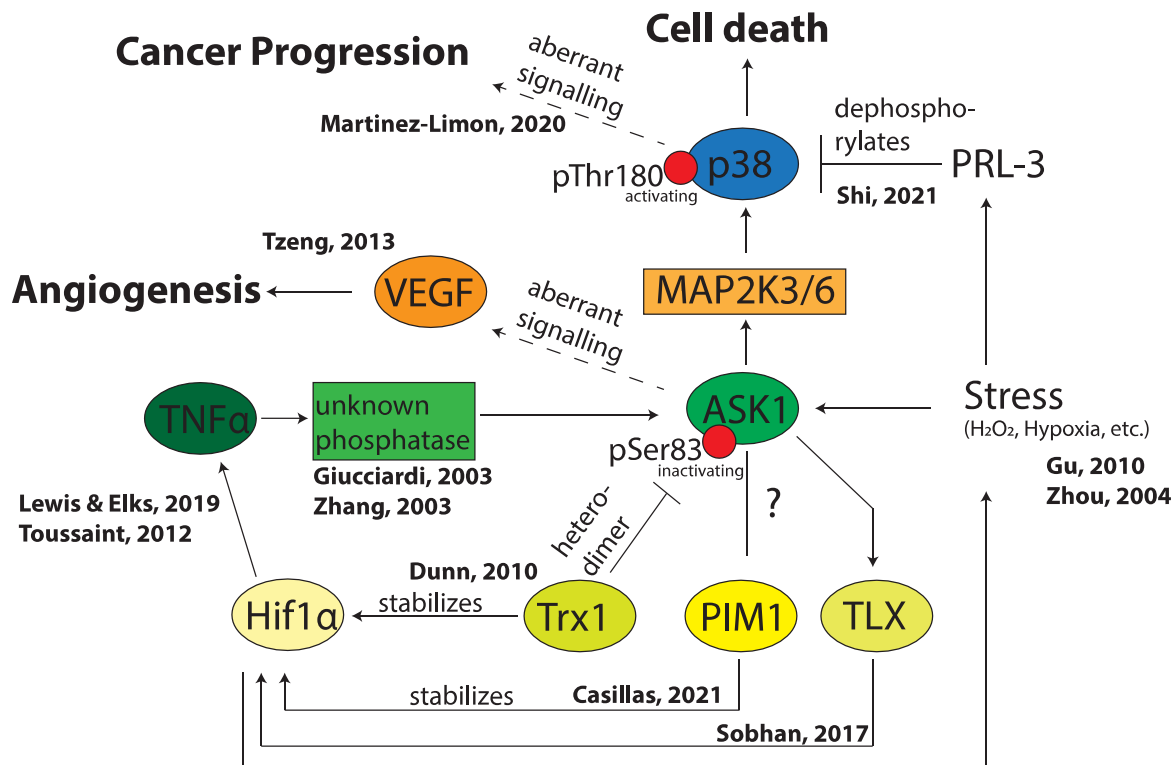 Cell death
Cancer Progression
aberrant
signalling
Martinez-Limon, 2020
p38
pThr180
activating
dephospho-
rylates
PRL-3
Shi, 2021
Tzeng, 2013
Angiogenesis
VEGF
aberrant
signalling
MAP2K3/6
TNFα
unknown
phosphatase
Giucciardi, 2003
Zhang, 2003
ASK1
pSer83
inactivating
Stress
(H₂O₂, Hypoxia, etc.)
Gu, 2010
Zhou, 2004
Lewis & Elks, 2019
Toussaint, 2012
hetero-
dimer
?
Dunn, 2010
stabilizes
Hif1α
Trx1
PIM1
TLX
stabilizes
Casillas, 2021
Sobhan, 2017